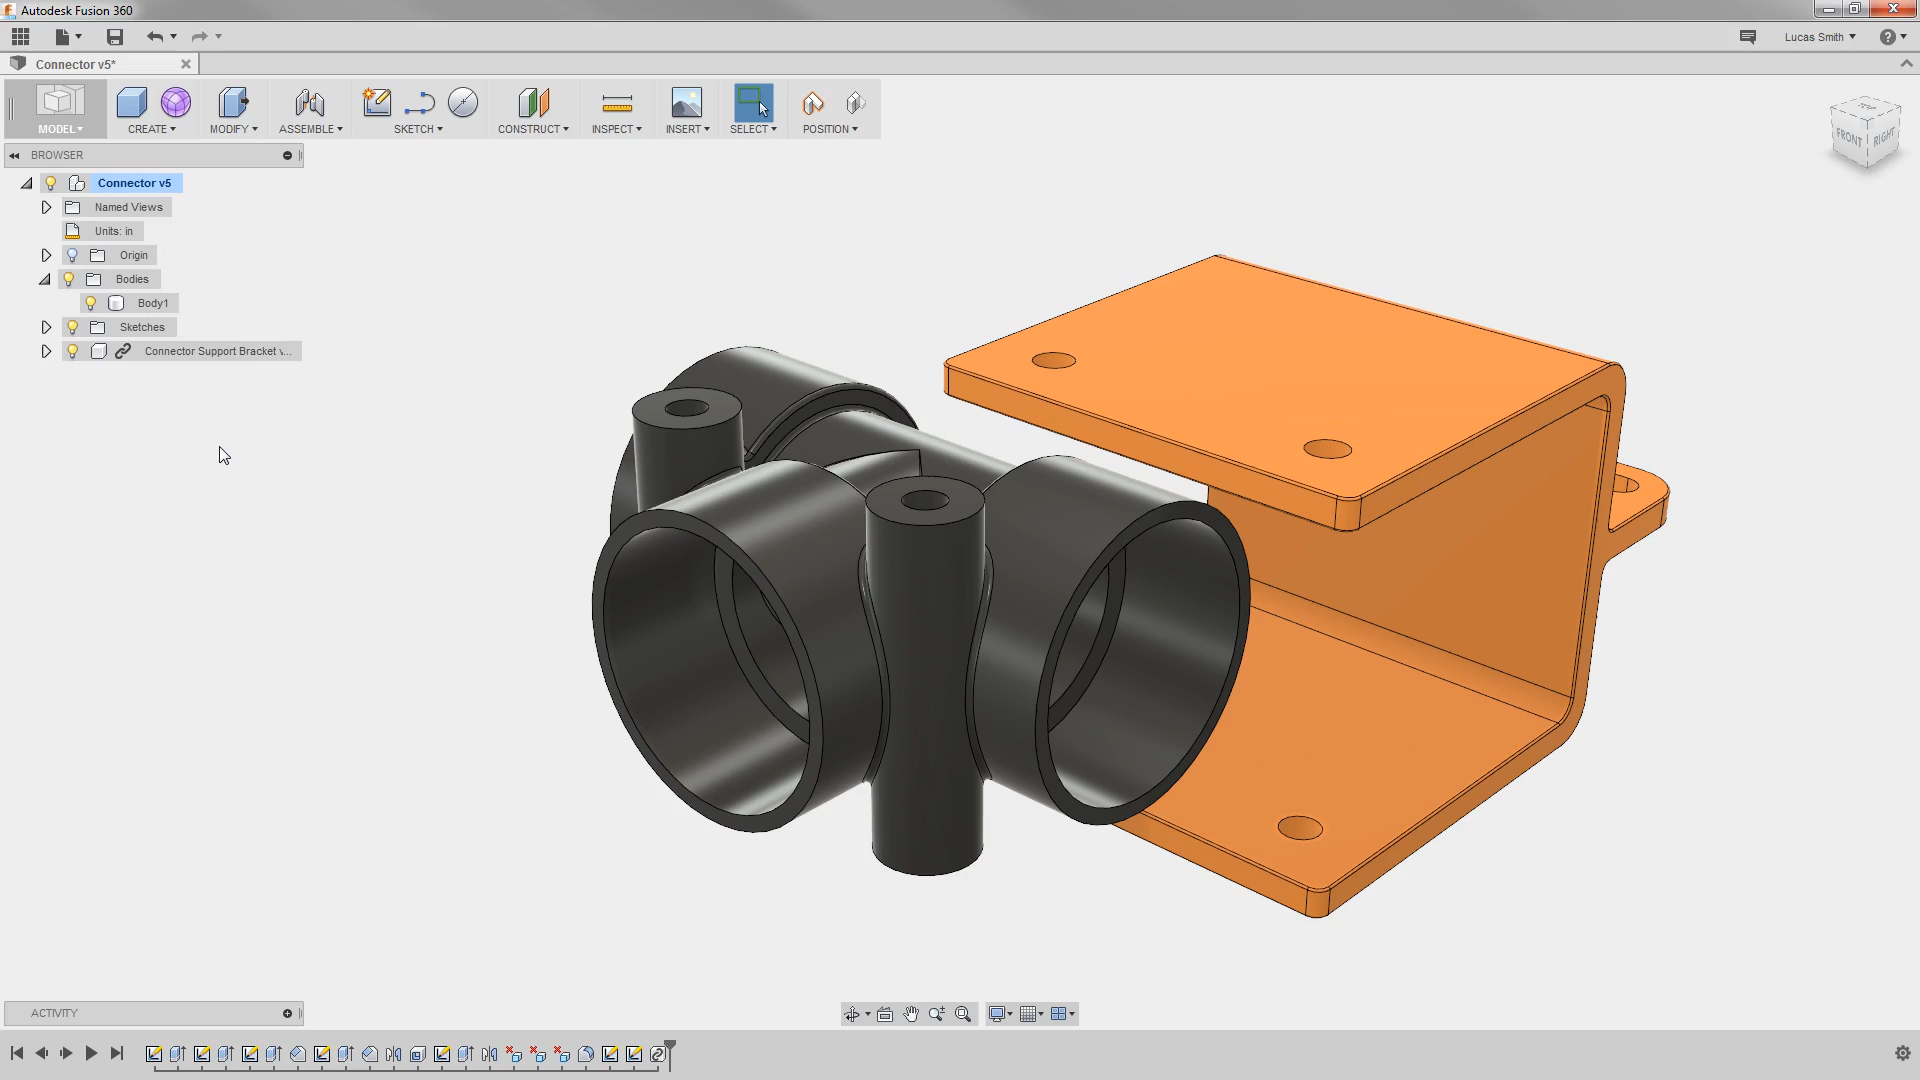 Autodesk Fusion 360
Lucas Smith
Connector v5*
MODEL
CREATE
MODIFY
ASSEMBLE
SKETCH
CONSTRUCT
INSPECT
INSERT
SELECT
POSITION
TOP
FRONT
RIGHT
BROWSER
Connector v5
Named Views
Units: in
Origin
Bodies
Body1
Sketches
Connector Support Bracket v...
ACTIVITY